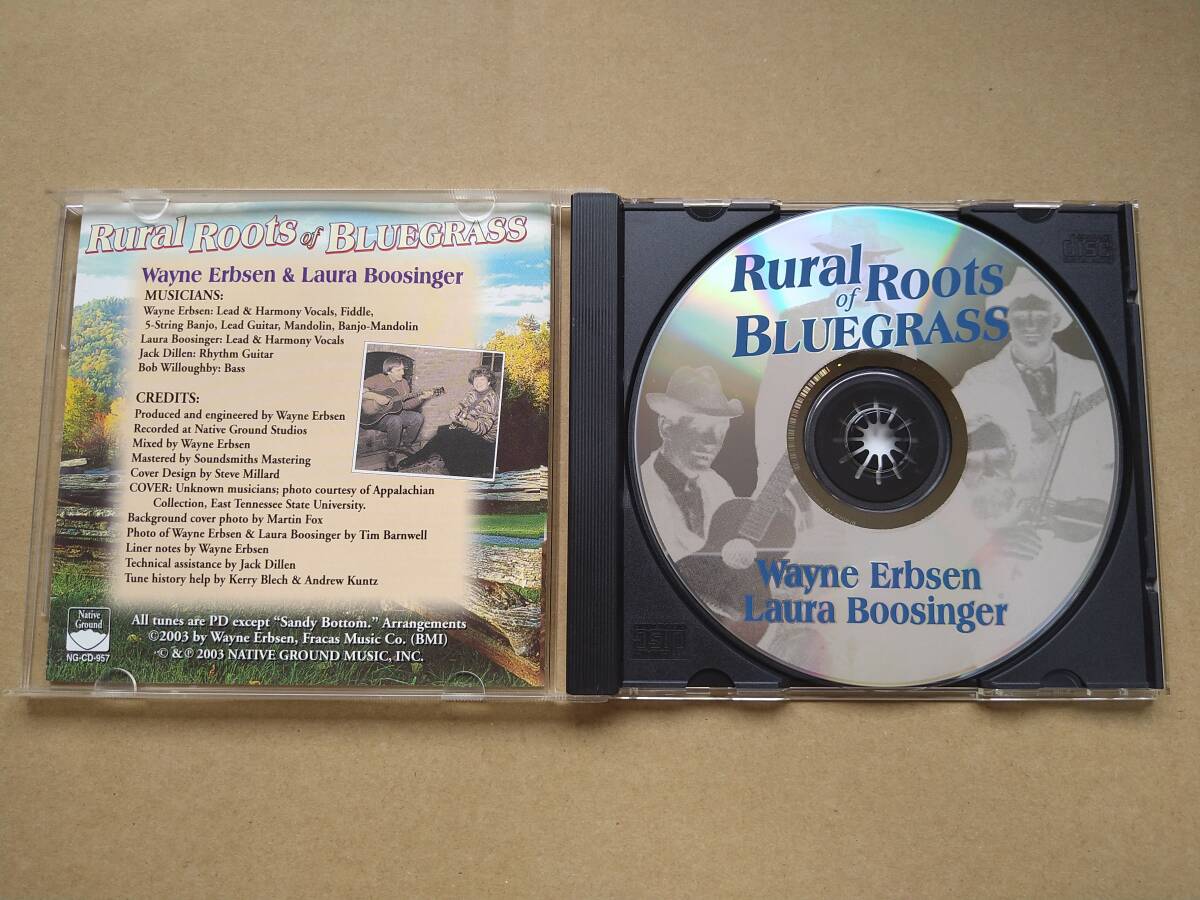 Rural Roots of BLUEGRASS
Wayne Erbsen & Laura Boosinger
MUSICIANS:
Wayne Erbsen: Lead & Harmony Vocals, Fiddle,
5-String Banjo, Lead Guitar, Mandolin, Banjo-Mandolin
Laura Boosinger: Lead & Harmony Vocals
Jack Dillen: Rhythm Guitar
Bob Willoughby: Bass
CREDITS:
Produced and engineered by Wayne Erbsen
Recorded at Native Ground Studios
Mixed by Wayne Erbsen
Mastered by Soundsmiths Mastering
Cover Design by Steve Millard
COVER: Unknown musicians; photo courtesy of Appalachian
Collection, East Tennessee State University.
Background cover photo by Martin Fox
Photo of Wayne Erbsen & Laura Boosinger by Tim Barnwell
Liner notes by Wayne Erbsen
Technical assistance by Jack Dillen
Tune history help by Kerry Blech & Andrew Kuntz
Native
Ground
NG-CD-957
All tunes are PD except “Sandy Bottom.” Arrangements
©2003 by Wayne Erbsen, Fracas Music Co. (BMI)
© & ℗ 2003 NATIVE GROUND MUSIC, INC.
Rural Roots
of
BLUEGRASS
Wayne Erbsen
Laura Boosinger
DISC
DISC